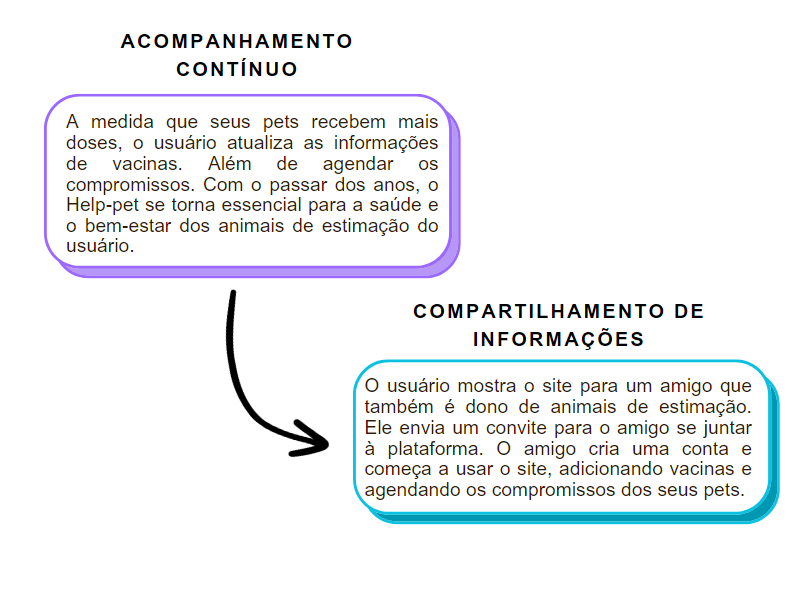 ACOMPANHAMENTO
CONTÍNUO
A medida que seus pets recebem mais
doses, o usuário atualiza as informações
de vacinas. Além de agendar os
compromissos. Com o passar dos anos, o
Help-pet se torna essencial para a saúde e
o bem-estar dos animais de estimação do
usuário.
COMPARTILHAMENTO DE
INFORMAÇÕES
O usuário mostra o site para um amigo que
também é dono de animais de estimação.
Ele envia um convite para o amigo se juntar
à plataforma. O amigo cria uma conta e
começa a usar o site, adicionando vacinas e
agendando os compromissos dos seus pets.